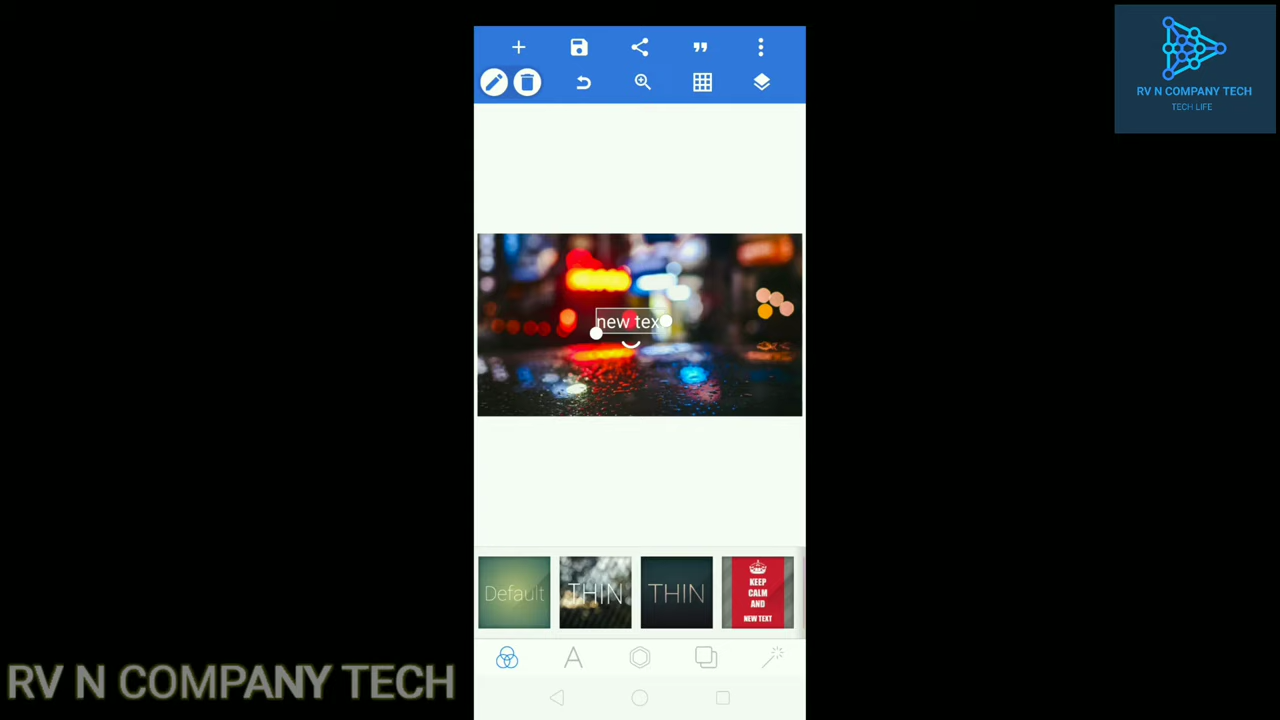 RV N COMPANY TECH
TECH LIFE
new tex
Default
THIN
THIN
KEEP
CALM
AND
NEW TEXT
RV N COMPANY TECH